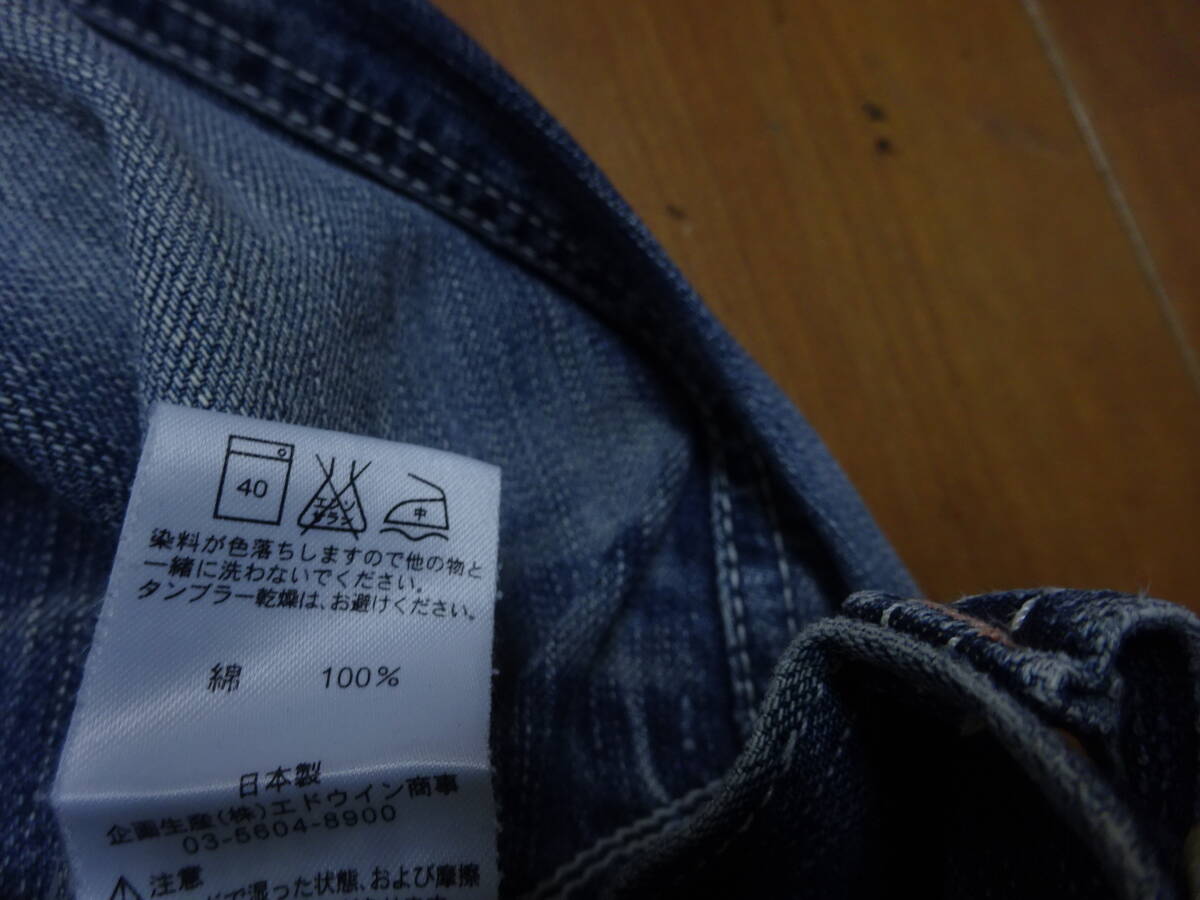 40
エンソ
サラシ
中
染料が色落ちしますので他の物と
一緒に洗わないでください。
タンブラー乾燥は、お避けください。
綿 100%
日本製
企画生産(株)エドウイン商事
03-5604-8900
注意
で湿った状態、および摩擦